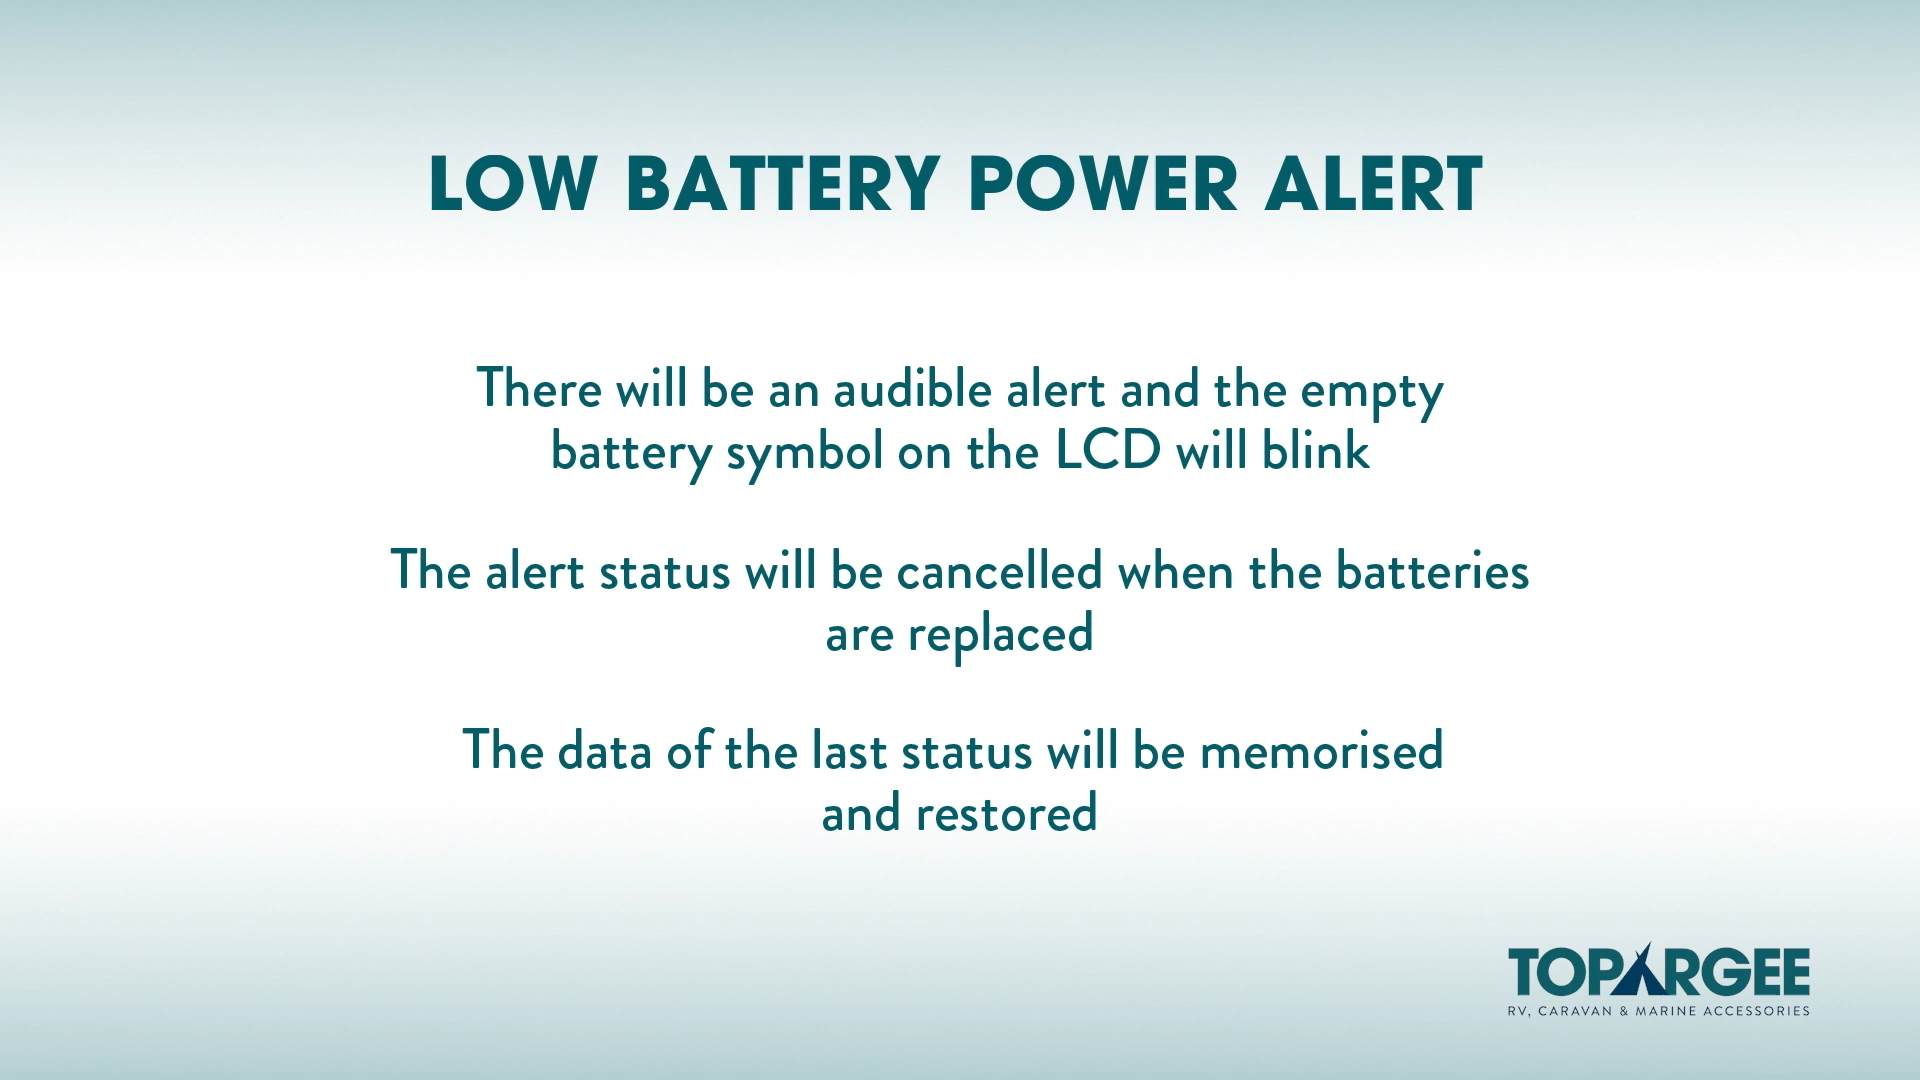 LOW BATTERY POWER ALERT
There will be an audible alert and the empty
battery symbol on the LCD will blink
The alert status will be cancelled when the batteries
are replaced
The data of the last status will be memorised
and restored
TOPARGEE
RV, CARAVAN & MARINE ACCESSORIES